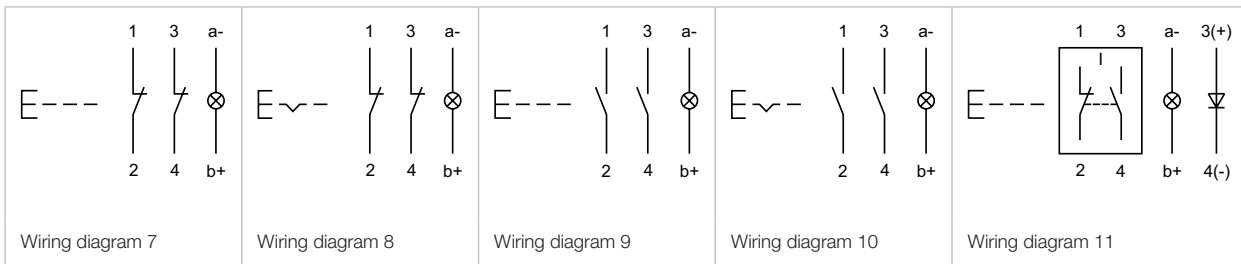 1 3 a- 1 3 a- 1 3 a- 1 3 a- 1 3 a- 3(+)
2 4 b+ 2 4 b+ 2 4 b+ 2 4 b+ 2 4 b+ 4(-)
Wiring diagram 7 Wiring diagram 8 Wiring diagram 9 Wiring diagram 10 Wiring diagram 11